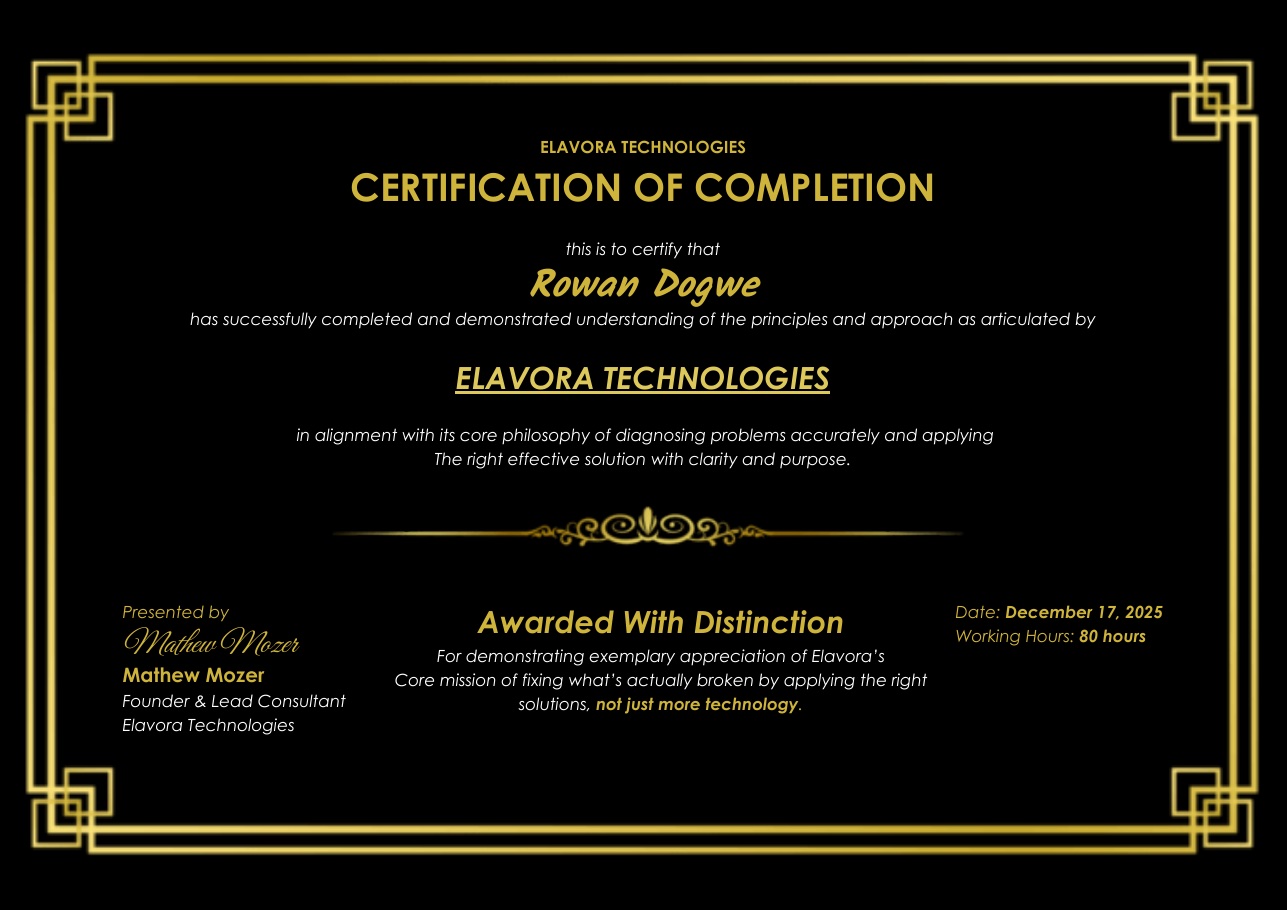 ELAVORA TECHNOLOGIES
CERTIFICATION OF COMPLETION
this is to certify that
Rowan Dogwe
has successfully completed and demonstrated understanding of the principles and approach as articulated by
ELAVORA TECHNOLOGIES
in alignment with its core philosophy of diagnosing problems accurately and applying
The right effective solution with clarity and purpose.
Presented by
Mathew Mozer
Mathew Mozer
Founder & Lead Consultant
Elavora Technologies
Awarded With Distinction
For demonstrating exemplary appreciation of Elavora’s
Core mission of fixing what’s actually broken by applying the right
solutions, not just more technology.
Date: December 17, 2025
Working Hours: 80 hours